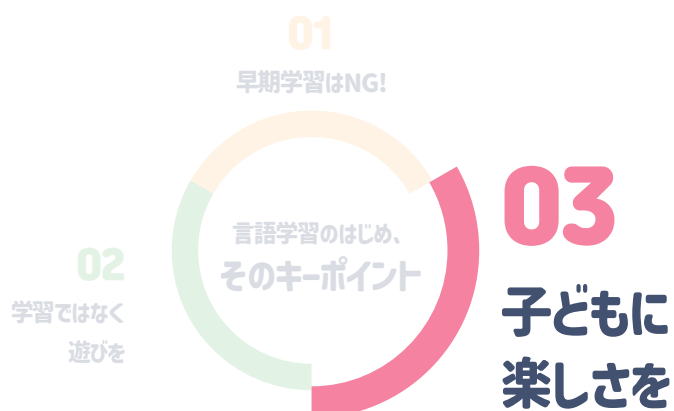 01
早期学習はNG!
言語学習のはじめ、
そのキーポイント
02
学習ではなく
遊びを
03
子どもに
楽しさを